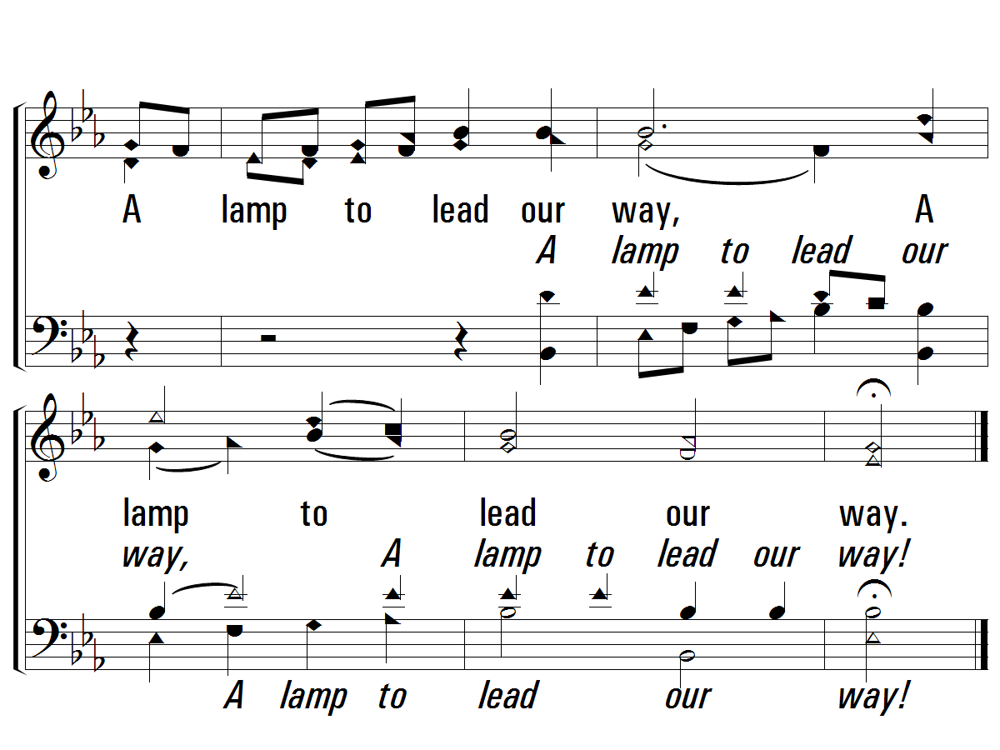 A lamp to lead our way, A
A lamp to lead our
lamp to lead our way.
way, A lamp to lead our way!
A lamp to lead our way!